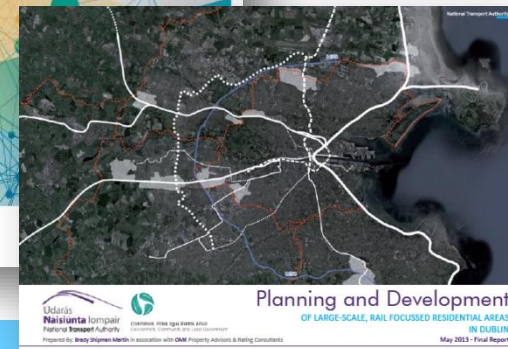 National Transport Authority
Planning and Development
OF LARGE-SCALE, RAIL FOCUSSED RESIDENTIAL AREAS
IN DUBLIN
May 2013 - Final Report
Údarás
Náisiúnta Iompair
National Transport Authority
Prepared By: Brady Shipman Martin in association with OMK Property Advisors & Rating Consultants